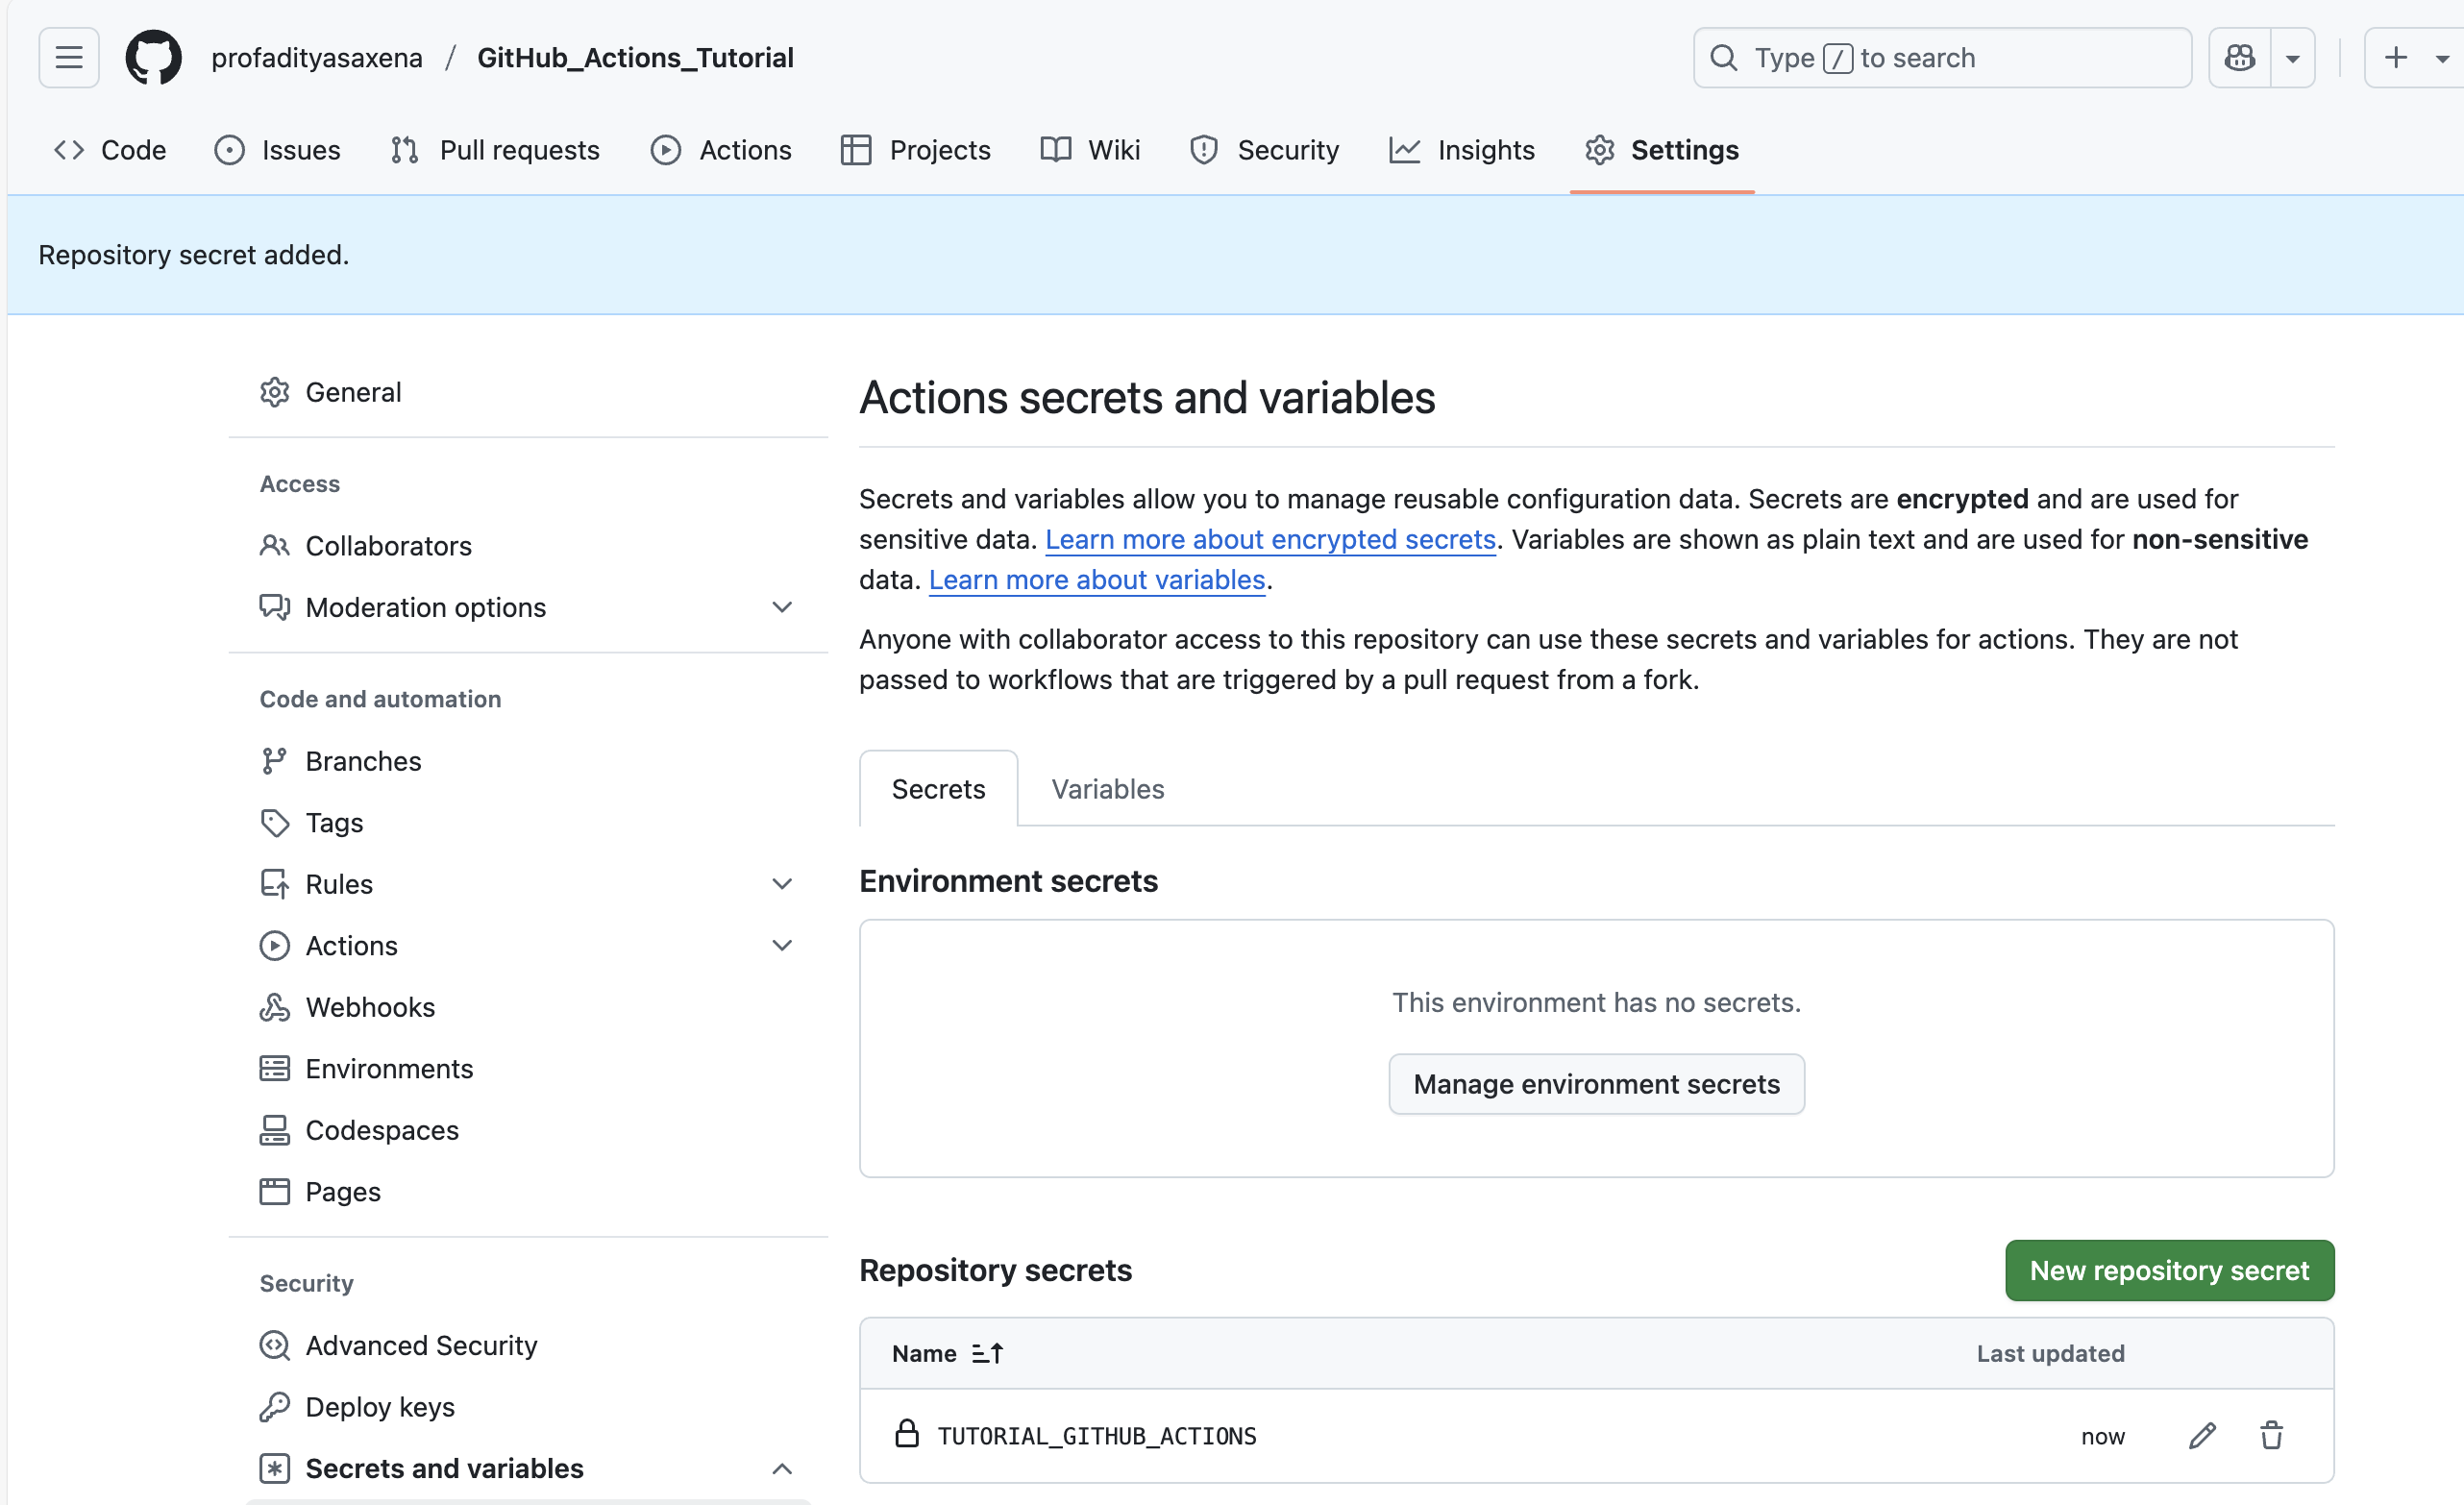 profadityasaxena / GitHub_Actions_Tutorial
Type / to search
Code
Issues
Pull requests
Actions
Projects
Wiki
Security
Insights
Settings
Repository secret added.
General
Access
Collaborators
Moderation options
Code and automation
Branches
Tags
Rules
Actions
Webhooks
Environments
Codespaces
Pages
Security
Advanced Security
Deploy keys
Secrets and variables
Actions secrets and variables
Secrets and variables allow you to manage reusable configuration data. Secrets are encrypted and are used for
sensitive data. Learn more about encrypted secrets. Variables are shown as plain text and are used for non-sensitive
data. Learn more about variables.
Anyone with collaborator access to this repository can use these secrets and variables for actions. They are not
passed to workflows that are triggered by a pull request from a fork.
Secrets
Variables
Environment secrets
This environment has no secrets.
Manage environment secrets
Repository secrets
New repository secret
Name
Last updated
TUTORIAL_GITHUB_ACTIONS
now